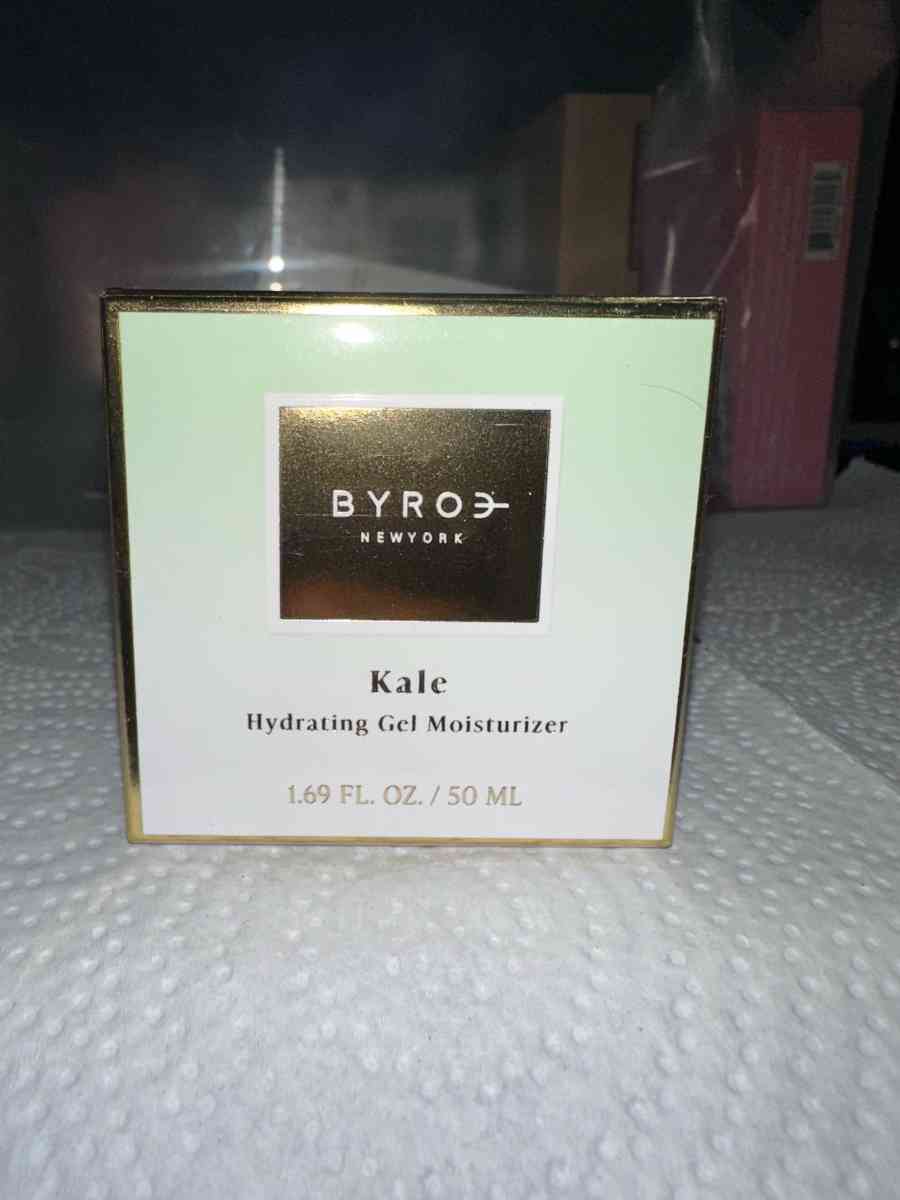 BYROE
NEWYORK
Kale
Hydrating Gel Moisturizer
1.69 FL. OZ. / 50 ML